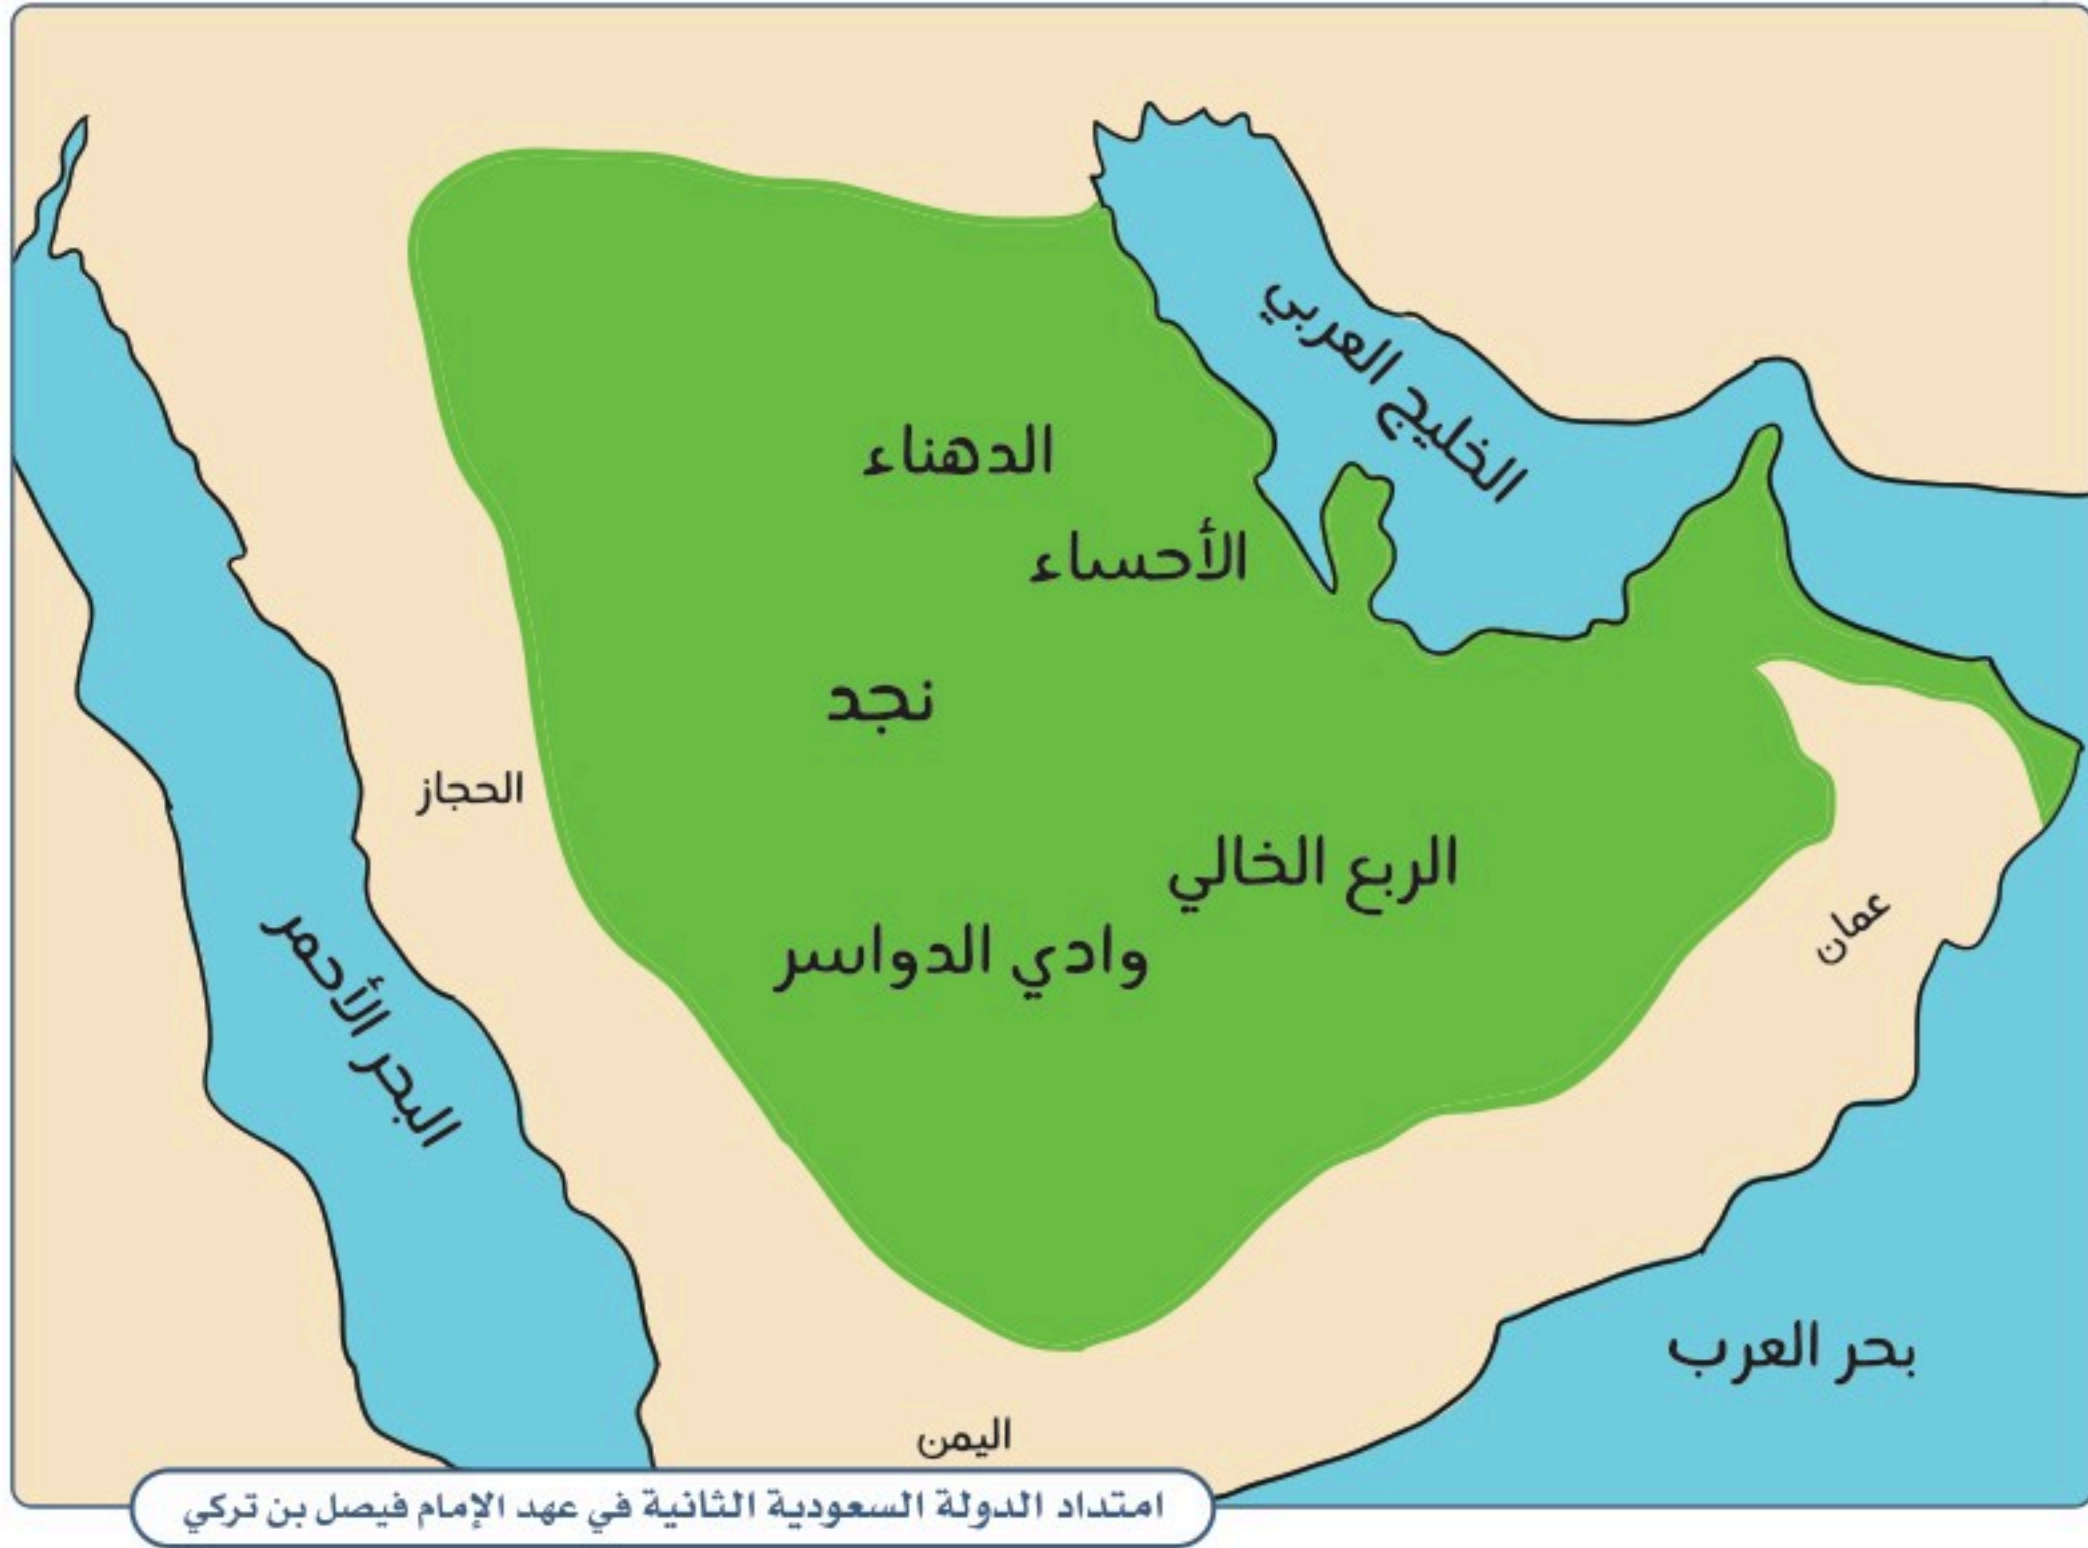 الخليج العربي
الدهناء
الأحساء
نجد
الحجاز
الربع الخالي
عمان
وادي الدواسر
البحر الأحمر
بحر العرب
اليمن
امتداد الدولة السعودية الثانية في عهد الإمام فيصل بن تركي